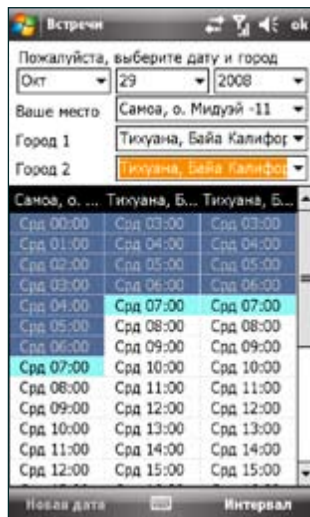 Встречи ok
Пожалуйста, выберите дату и город
Окт 29 2008
Ваше место Самоа, о. Мидуэй -11
Город 1 Тихуана, Байа Калифор
Город 2 Тихуана, Байа Калифор
Самоа, о. ... Тихуана, Б... Тихуана, Б...
Срд 00:00 Срд 03:00 Срд 03:00
Срд 01:00 Срд 04:00 Срд 04:00
Срд 02:00 Срд 05:00 Срд 05:00
Срд 03:00 Срд 06:00 Срд 06:00
Срд 04:00 Срд 07:00 Срд 07:00
Срд 05:00 Срд 08:00 Срд 08:00
Срд 06:00 Срд 09:00 Срд 09:00
Срд 07:00 Срд 10:00 Срд 10:00
Срд 08:00 Срд 11:00 Срд 11:00
Срд 09:00 Срд 12:00 Срд 12:00
Срд 10:00 Срд 13:00 Срд 13:00
Срд 11:00 Срд 14:00 Срд 14:00
Срд 12:00 Срд 15:00 Срд 15:00
Новая дата Интервал